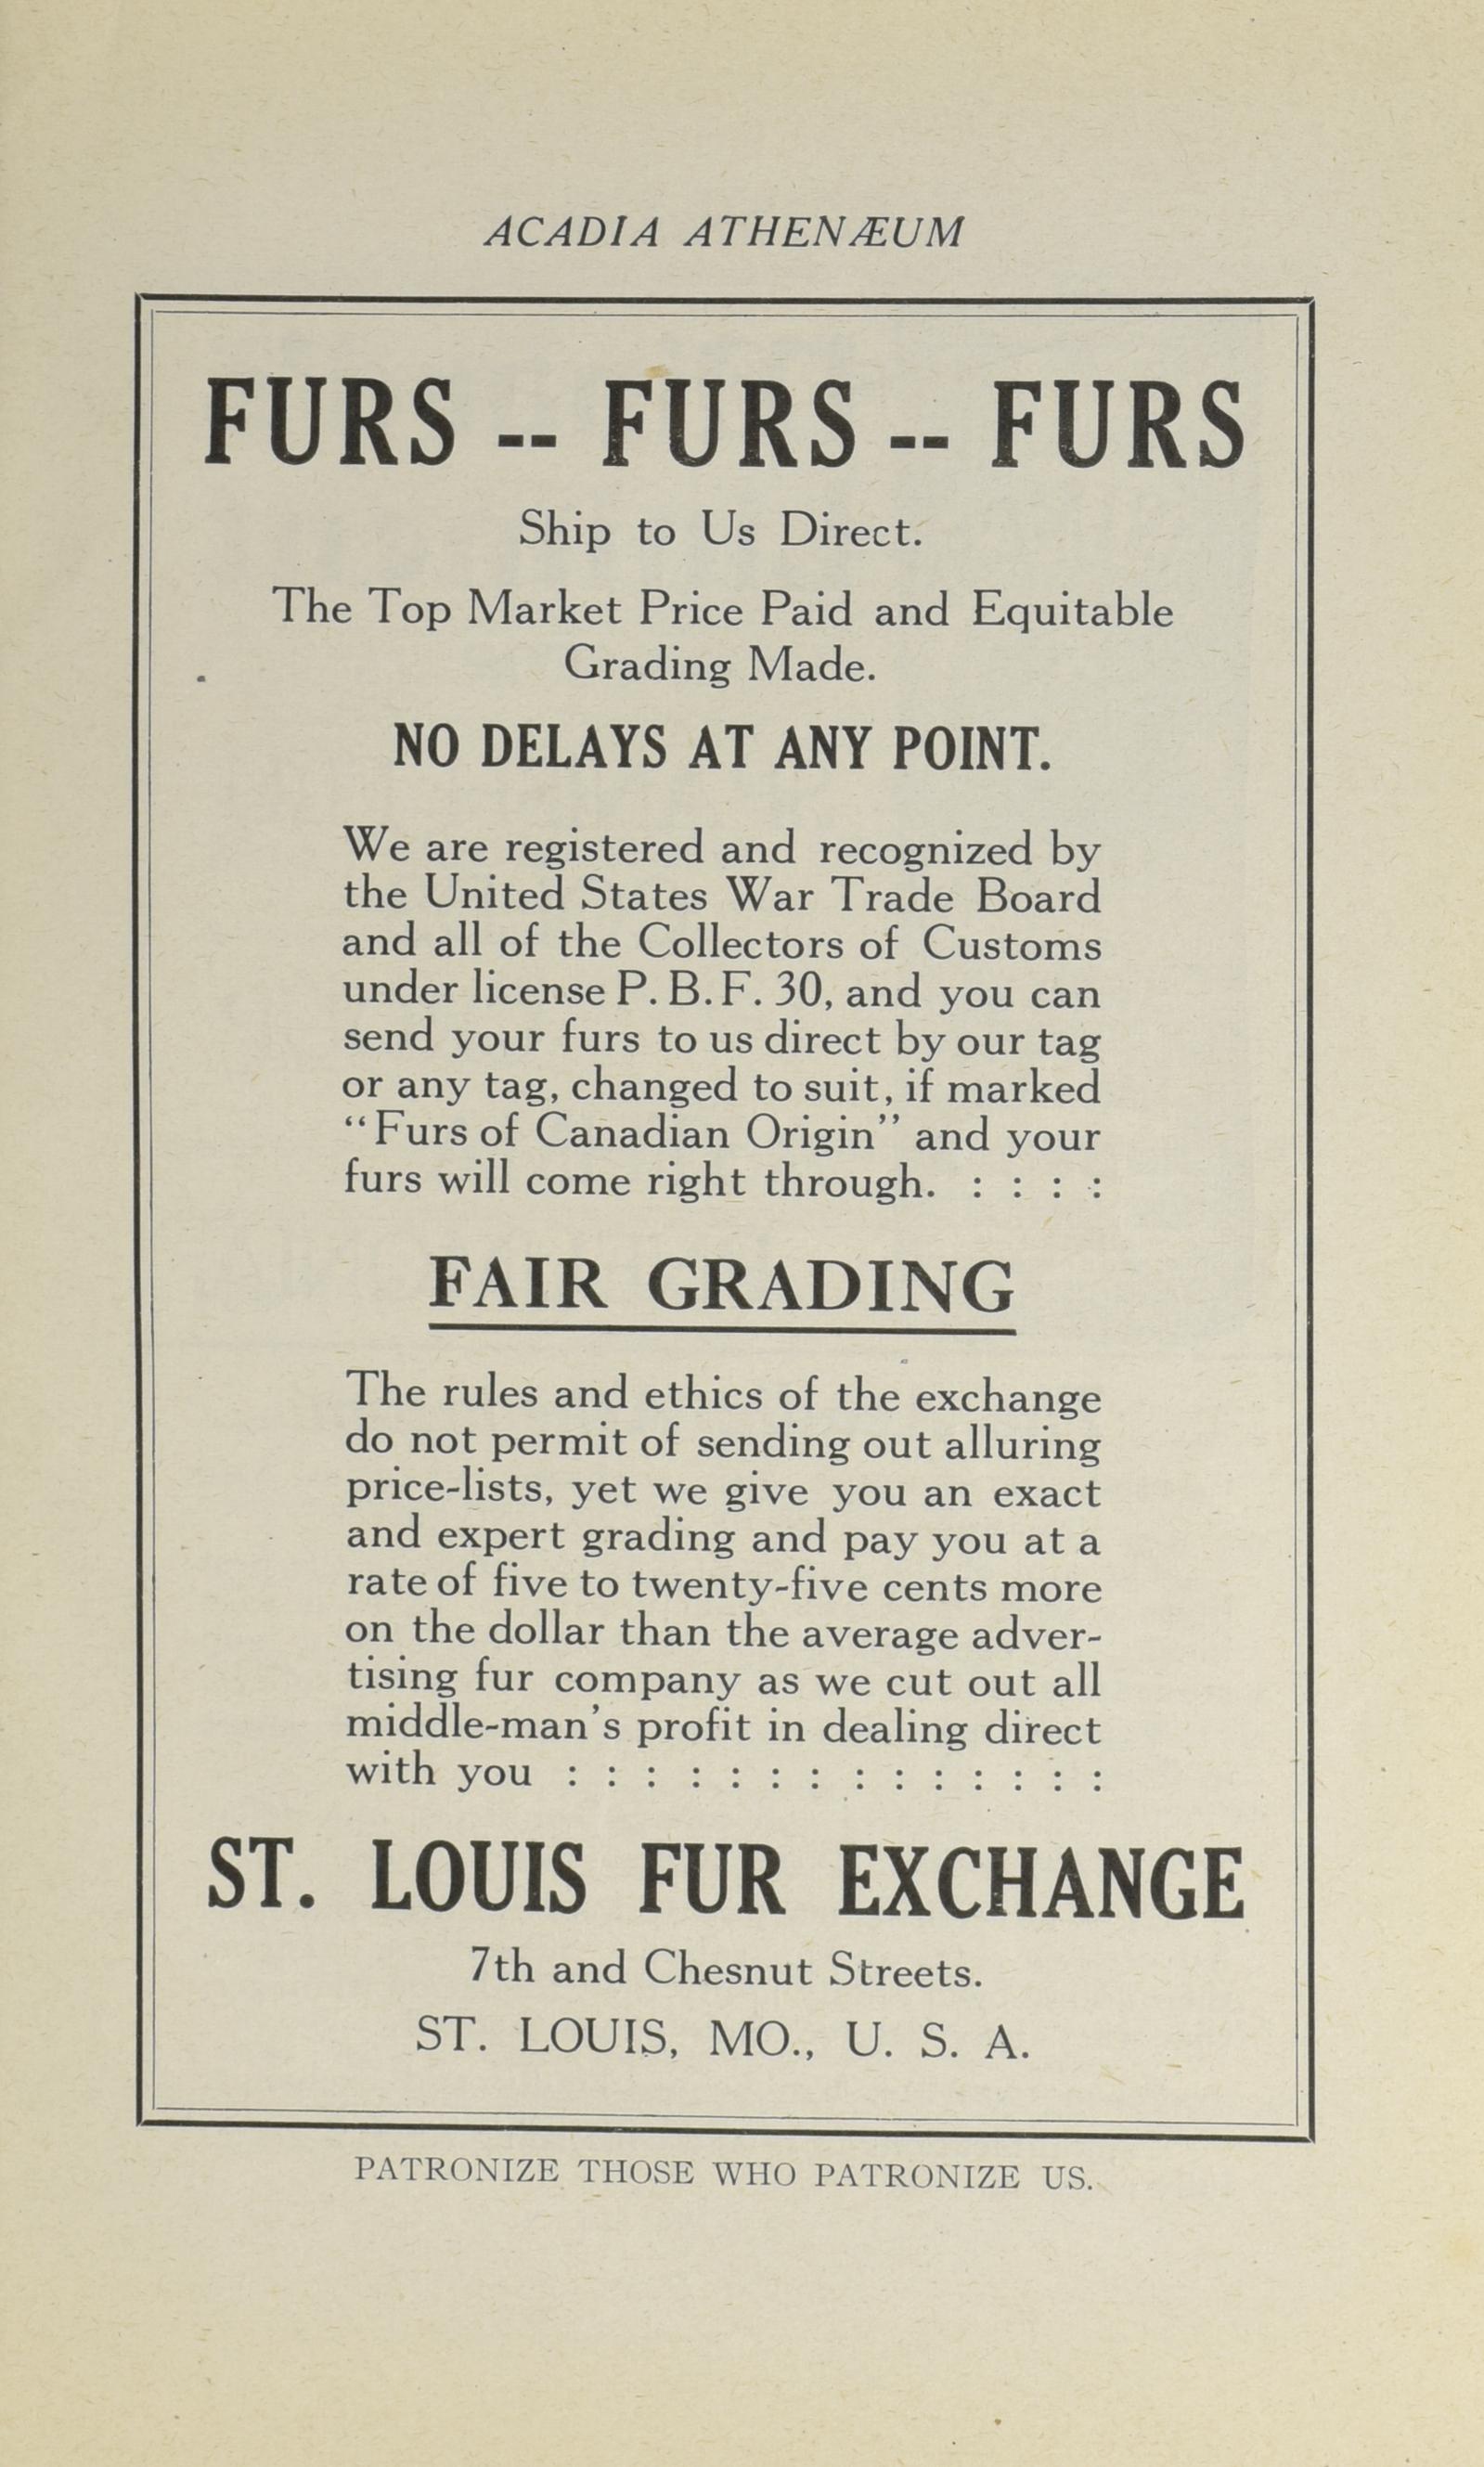 ACADIA ATHENÆUM
FURS -- FURS -- FURS
Ship to Us Direct.
The Top Market Price Paid and Equitable
Grading Made.
NO DELAYS AT ANY POINT.
We are registered and recognized by
the United States War Trade Board
and all of the Collectors of Customs
under license P. B. F. 30, and you can
send your furs to us direct by our tag
or any tag, changed to suit, if marked
“Furs of Canadian Origin” and your
furs will come right through. : : : :
FAIR GRADING
The rules and ethics of the exchange
do not permit of sending out alluring
price-lists, yet we give you an exact
and expert grading and pay you at a
rate of five to twenty-five cents more
on the dollar than the average adver-
tising fur company as we cut out all
middle-man's profit in dealing direct
with you : : : : : : : : : : : : : :
ST. LOUIS FUR EXCHANGE
7th and Chesnut Streets.
ST. LOUIS, MO., U. S. A.
PATRONIZE THOSE WHO PATRONIZE US.